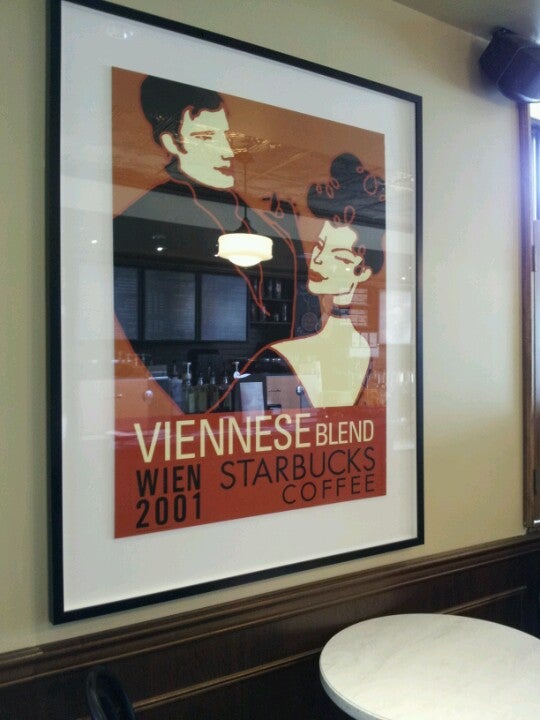 VIENNESE BLEND
WIEN STARBUCKS
2001 COFFEE